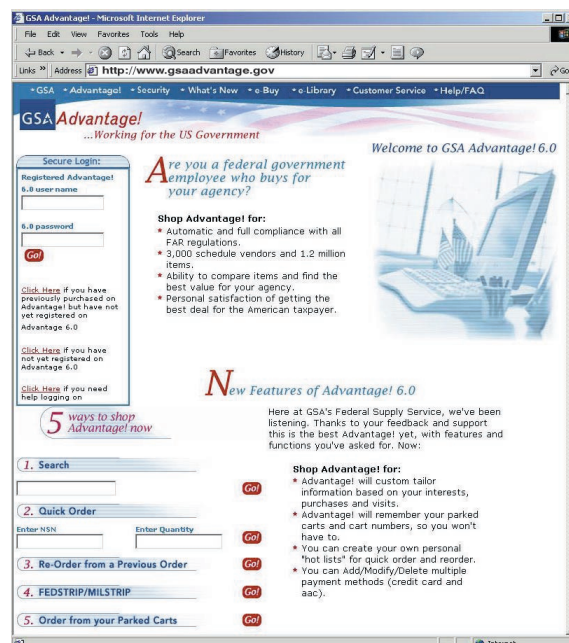 GSA Advantage! - Microsoft Internet Explorer
File Edit View Favorites Tools Help
Back Search Favorites History
Links » Address http://www.gsaadvantage.gov Go
GSA Advantage! Security What's New e-Buy e-Library Customer Service Help/FAQ
GSA Advantage!
...Working for the US Government
Welcome to GSA Advantage! 6.0
Secure Login:
Registered Advantage!
6.0 user name
6.0 password
Go!
Click Here if you have
previously purchased on
Advantage! but have not
yet registered on
Advantage 6.0
Click Here if you have
not yet registered on
Advantage 6.0
Click Here if you need
help logging on
Are you a federal government
employee who buys for
your agency?
Shop Advantage! for:
* Automatic and full compliance with all
FAR regulations.
* 3,000 schedule vendors and 1.2 million
items.
* Ability to compare items and find the
best value for your agency.
* Personal satisfaction of getting the
best deal for the American taxpayer.
New Features of Advantage! 6.0
Here at GSA's Federal Supply Service, we've been
listening. Thanks to your feedback and support
this is the best Advantage! yet, with features and
functions you've asked for. Now:
Shop Advantage! for:
* Advantage! will custom tailor
information based on your interests,
purchases and visits.
* Advantage! will remember your parked
carts and cart numbers, so you won't
have to.
* You can create your own personal
"hot lists" for quick order and reorder.
* You can Add/Modify/Delete multiple
payment methods (credit card and
aac).
5 ways to shop
Advantage! now
1. Search
Go!
2. Quick Order
Enter NSN Enter Quantity
Go!
3. Re-Order from a Previous Order Go!
4. FEDSTRIP/MILSTRIP Go!
5. Order from your Parked Carts Go!